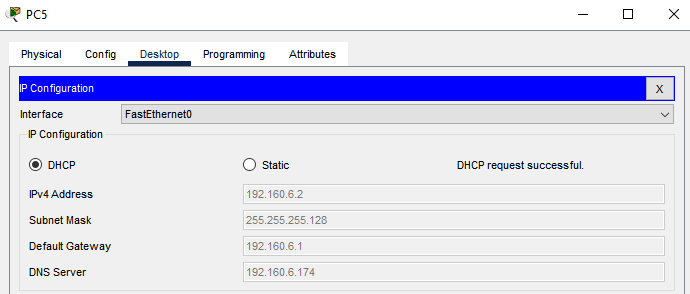 PC5
Physical Config Desktop Programming Attributes
IP Configuration X
Interface FastEthernet0
IP Configuration
DHCP Static DHCP request successful.
IPv4 Address 192.160.6.2
Subnet Mask 255.255.255.128
Default Gateway 192.160.6.1
DNS Server 192.160.6.174